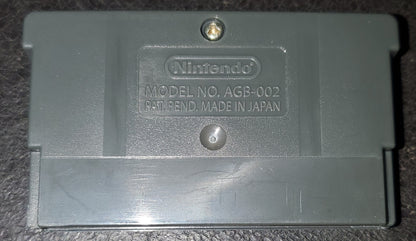 Nintendo
MODEL NO. AGB-002
PAT. PEND. MADE IN JAPAN